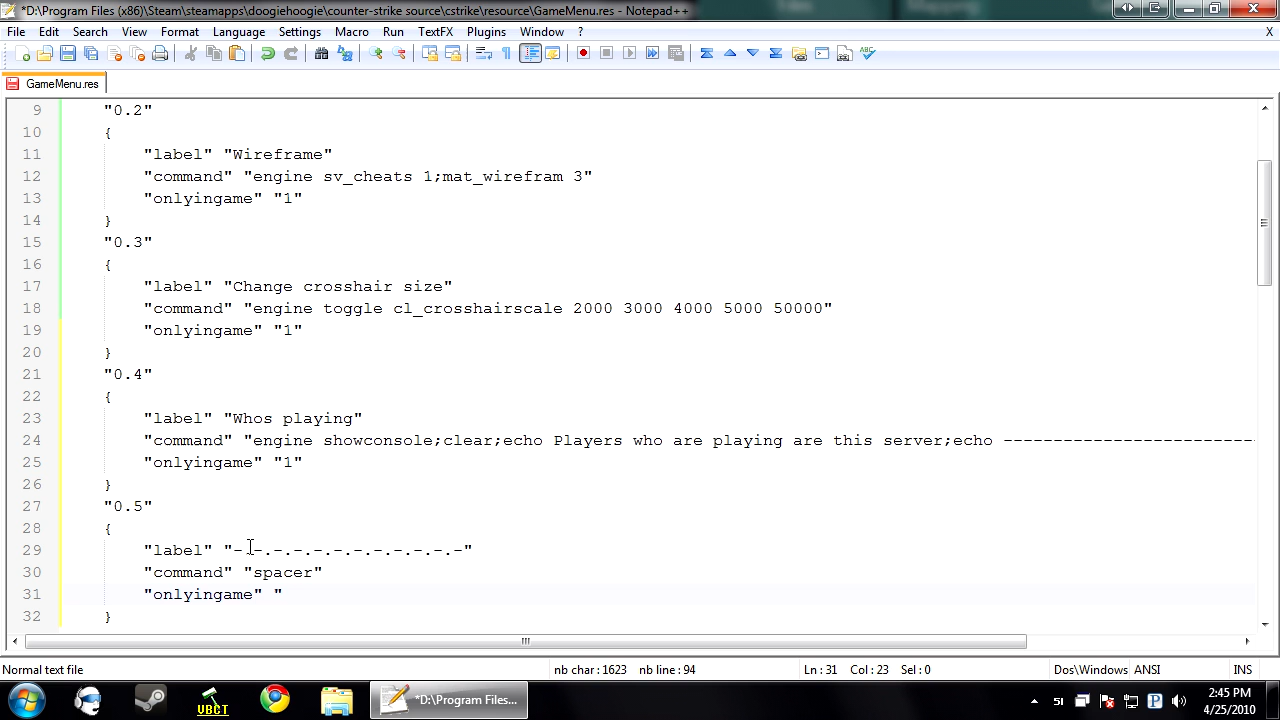 *D:\Program Files (x86)\Steam\steamapps\doogiehoogie\counter-strike source\cstrike\resource\GameMenu.res - Notepad++
File Edit Search View Format Language Settings Macro Run TextFX Plugins Window ? X
GameMenu.res
9 "0.2"
10 {
11 "label" "Wireframe"
12 "command" "engine sv_cheats 1;mat_wirefram 3"
13 "onlyingame" "1"
14 }
15 "0.3"
16 {
17 "label" "Change crosshair size"
18 "command" "engine toggle cl_crosshairscale 2000 3000 4000 5000 50000"
19 "onlyingame" "1"
20 }
21 "0.4"
22 {
23 "label" "Whos playing"
24 "command" "engine showconsole;clear;echo Players who are playing are this server;echo -------------------------
25 "onlyingame" "1"
26 }
27 "0.5"
28 {
29 "label" "-.-.-.-.-.-.-.-.-.-.-.-"
30 "command" "spacer"
31 "onlyingame" "
32 }
Normal text file nb char : 1623 nb line : 94 Ln : 31 Col : 23 Sel : 0 Dos\Windows ANSI INS
VBCT *D:\Program Files... SI 2:45 PM
4/25/2010